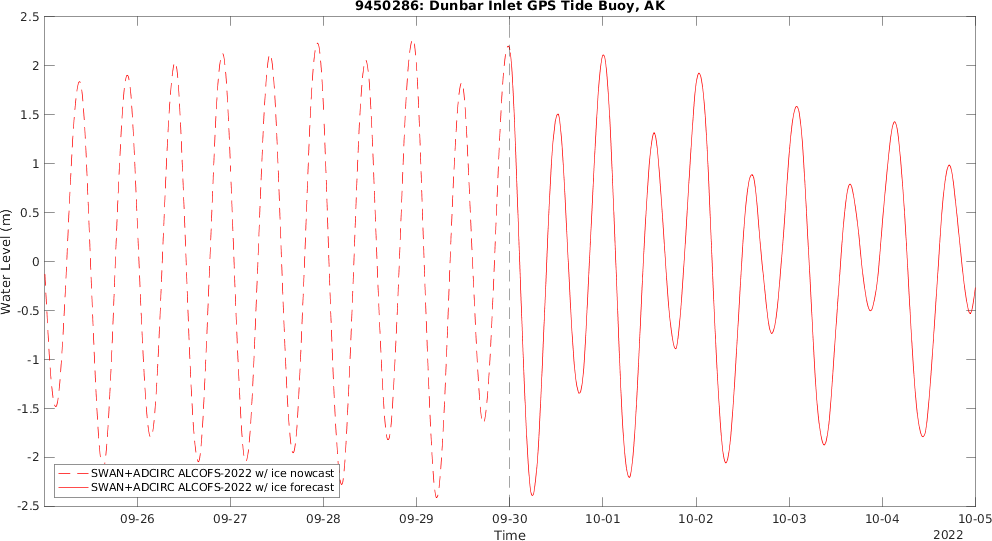 9450286: Dunbar Inlet GPS Tide Buoy, AK
2.5
2
1.5
1
0.5
0
-0.5
-1
-1.5
-2
-2.5
Water Level (m)
SWAN+ADCIRC ALCOFS-2022 w/ ice nowcast
SWAN+ADCIRC ALCOFS-2022 w/ ice forecast
09-26 09-27 09-28 09-29 09-30 10-01 10-02 10-03 10-04 10-05
Time
2022